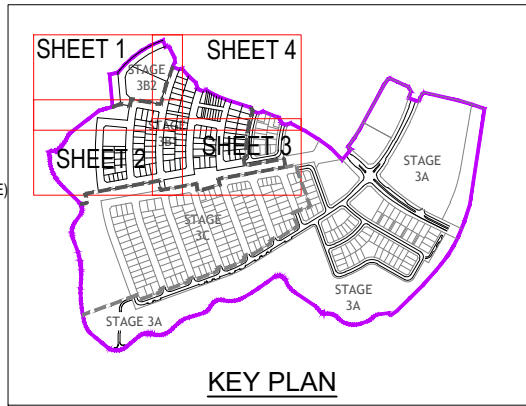 SHEET 1
SHEET 4
STAGE
3B2
STAGE
SHEET 2
SHEET 3
STAGE
3A
E)
STAGE
3C
STAGE
3A
STAGE 3A
KEY PLAN